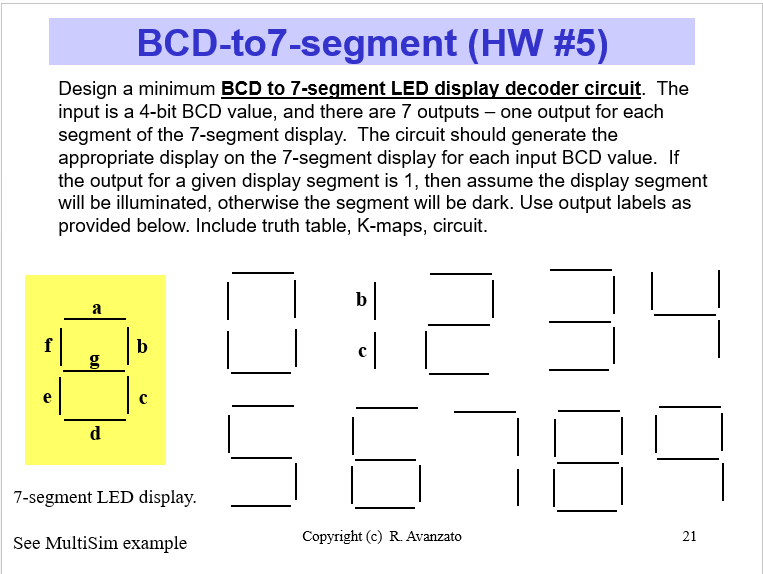 BCD-to7-segment (HW #5)
Design a minimum BCD to 7-segment LED display decoder circuit.  The
input is a 4-bit BCD value, and there are 7 outputs – one output for each
segment of the 7-segment display.  The circuit should generate the
appropriate display on the 7-segment display for each input BCD value.  If
the output for a given display segment is 1, then assume the display segment
will be illuminated, otherwise the segment will be dark. Use output labels as
provided below. Include truth table, K-maps, circuit.
a
f
b
g
e
c
d
b
c
7-segment LED display.
See MultiSim example
Copyright (c)  R. Avanzato
21